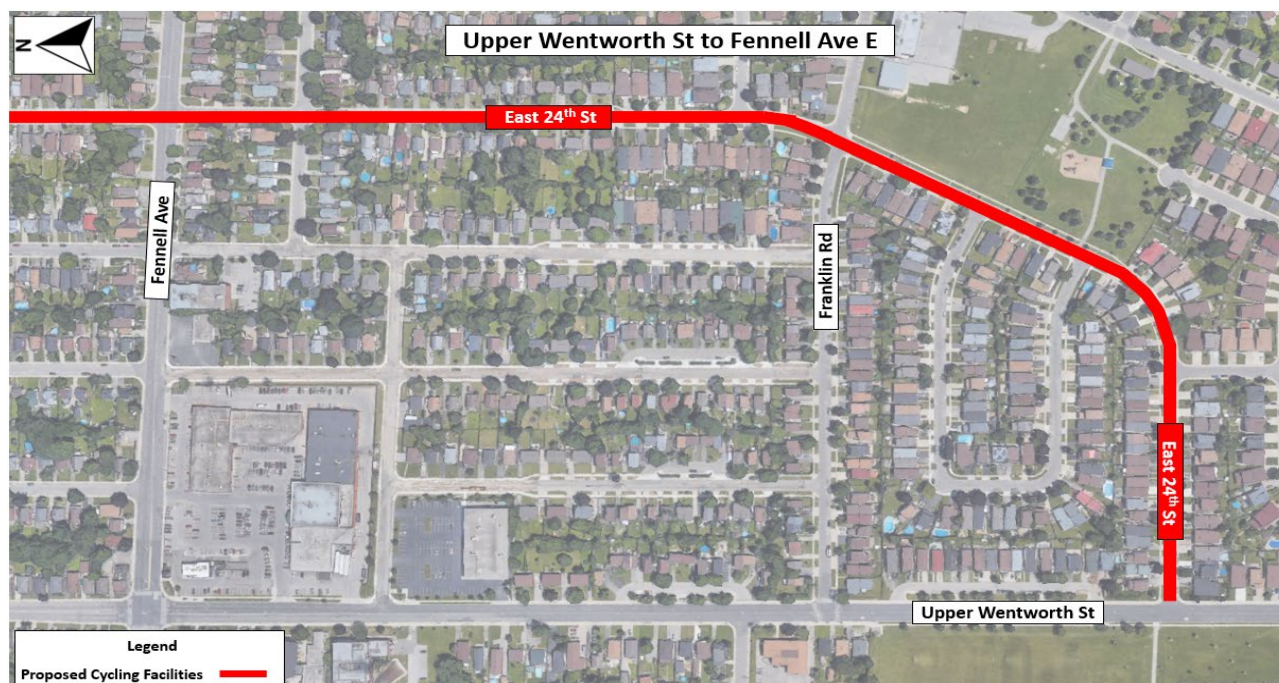 N
Upper Wentworth St to Fennell Ave E
East 24th St
Fennell Ave
Franklin Rd
East 24th St
Upper Wentworth St
Legend
Proposed Cycling Facilities